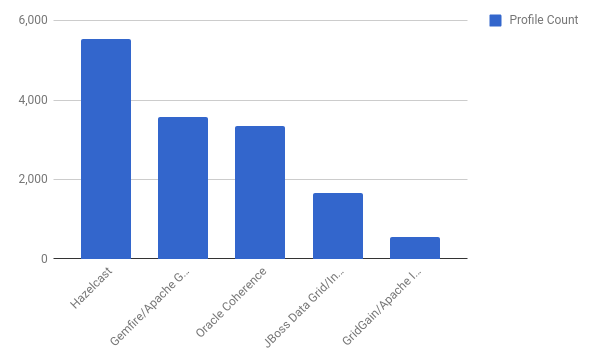 6,000
4,000
2,000
0
Profile Count
Hazelcast
Gemfire/Apache G...
Oracle Coherence
JBoss Data Grid/In...
GridGain/Apache I...